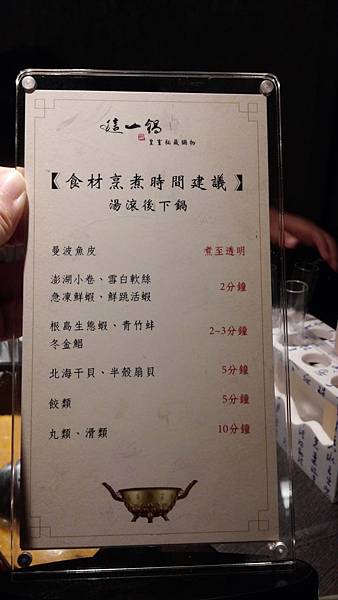 這一鍋
皇室秘藏鍋物
【食材烹煮時間建議】
湯滾後下鍋
曼波魚皮 煮至透明
澎湖小卷、雪白軟絲
急凍鮮蝦、鮮跳活蝦 2分鐘
根島生態蝦、青竹蚌
冬金鯧 2~3分鐘
北海干貝、半殼扇貝 5分鐘
餃類 5分鐘
丸類、滑類 10分鐘